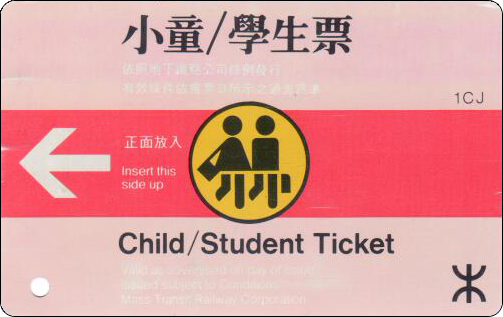 小童/學生票
依照地下鐵路公司條例發行
1CJ
正面放入
Insert this
side up
Child/Student Ticket
Valid as advertised on day of issue
Issued subject to Conditions
Mass Transit Railway Corporation